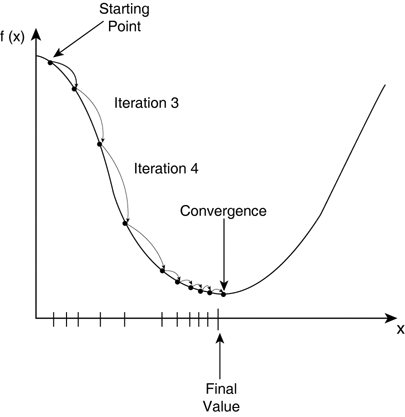 Starting
Point
f (x)
Iteration 3
Iteration 4
Convergence
x
Final
Value